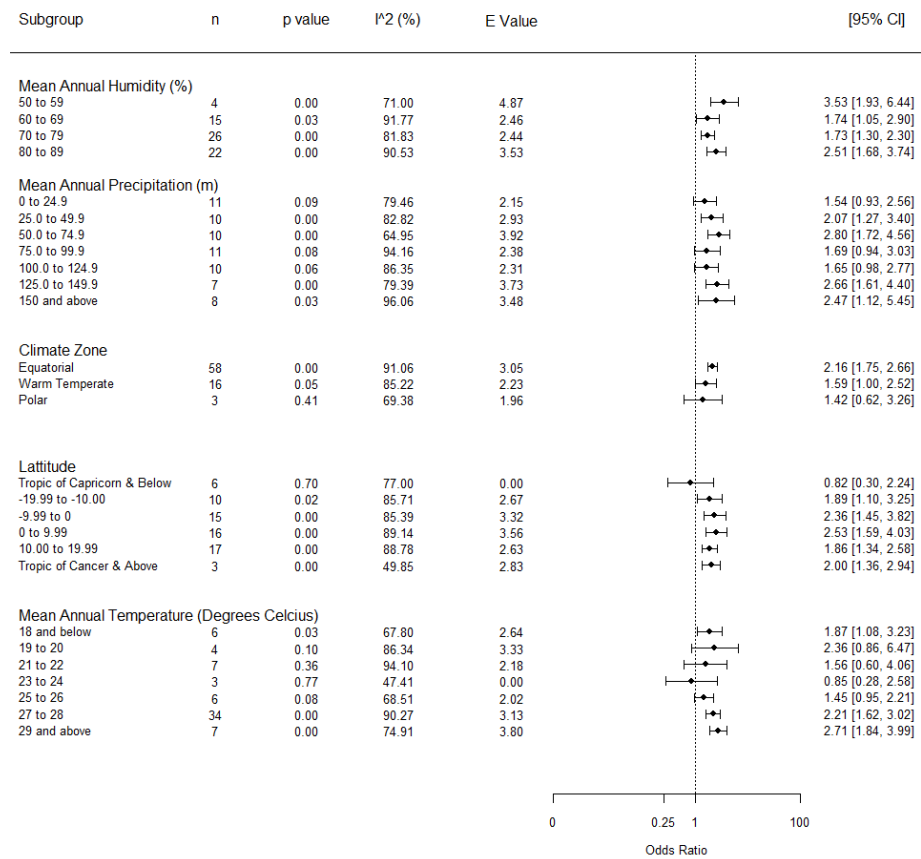 Subgroup n p value I^2 (%) E Value [95% CI]
Mean Annual Humidity (%)
50 to 59 4 0.00 71.00 4.87 3.53 [1.93, 6.44]
60 to 69 15 0.03 91.77 2.46 1.74 [1.05, 2.90]
70 to 79 26 0.00 81.83 2.44 1.73 [1.30, 2.30]
80 to 89 22 0.00 90.53 3.53 2.51 [1.68, 3.74]
Mean Annual Precipitation (m)
0 to 24.9 11 0.09 79.46 2.15 1.54 [0.93, 2.56]
25.0 to 49.9 10 0.00 82.82 2.93 2.07 [1.27, 3.40]
50.0 to 74.9 10 0.00 64.95 3.92 2.80 [1.72, 4.56]
75.0 to 99.9 11 0.08 94.16 2.38 1.69 [0.94, 3.03]
100.0 to 124.9 10 0.06 86.35 2.31 1.65 [0.98, 2.77]
125.0 to 149.9 7 0.00 79.39 3.73 2.66 [1.61, 4.40]
150 and above 8 0.03 96.06 3.48 2.47 [1.12, 5.45]
Climate Zone
Equatorial 58 0.00 91.06 3.05 2.16 [1.75, 2.66]
Warm Temperate 16 0.05 85.22 2.23 1.59 [1.00, 2.52]
Polar 3 0.41 69.38 1.96 1.42 [0.62, 3.26]
Lattitude
Tropic of Capricorn & Below 6 0.70 77.00 0.00 0.82 [0.30, 2.24]
-19.99 to -10.00 10 0.02 85.71 2.67 1.89 [1.10, 3.25]
-9.99 to 0 15 0.00 85.39 3.32 2.36 [1.45, 3.82]
0 to 9.99 16 0.00 89.14 3.56 2.53 [1.59, 4.03]
10.00 to 19.99 17 0.00 88.78 2.63 1.86 [1.34, 2.58]
Tropic of Cancer & Above 3 0.00 49.85 2.83 2.00 [1.36, 2.94]
Mean Annual Temperature (Degrees Celcius)
18 and below 6 0.03 67.80 2.64 1.87 [1.08, 3.23]
19 to 20 4 0.10 86.34 3.33 2.36 [0.86, 6.47]
21 to 22 7 0.36 94.10 2.18 1.56 [0.60, 4.06]
23 to 24 3 0.77 47.41 0.00 0.85 [0.28, 2.58]
25 to 26 6 0.08 68.51 2.02 1.45 [0.95, 2.21]
27 to 28 34 0.00 90.27 3.13 2.21 [1.62, 3.02]
29 and above 7 0.00 74.91 3.80 2.71 [1.84, 3.99]
0 0.25 1 100
Odds Ratio